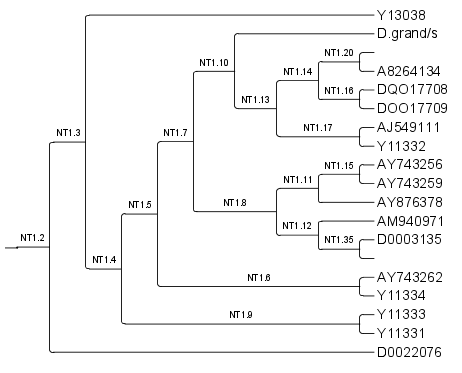 Y13038
D.grand/s
NT1.20
NT1.10
A8264134
NT1.14
DQO17708
NT1.16
DOO17709
NT1.13
AJ549111
NT1.17
NT1.3
NT1.7
Y11332
AY743256
NT1.15
AY743259
NT1.11
AY876378
NT1.5
NT1.8
AM940971
NT1.12
D0003135
NT1.2
NT1.35
NT1.4
AY743262
NT1.6
Y11334
Y11333
NT1.9
Y11331
D0022076